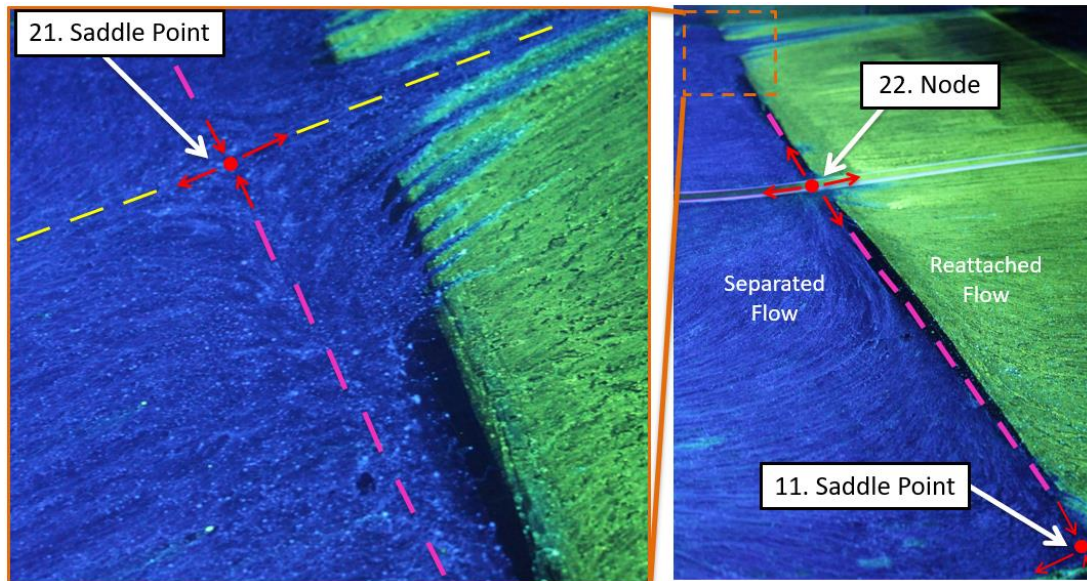 21. Saddle Point
22. Node
Separated
Flow
Reattached
Flow
11. Saddle Point